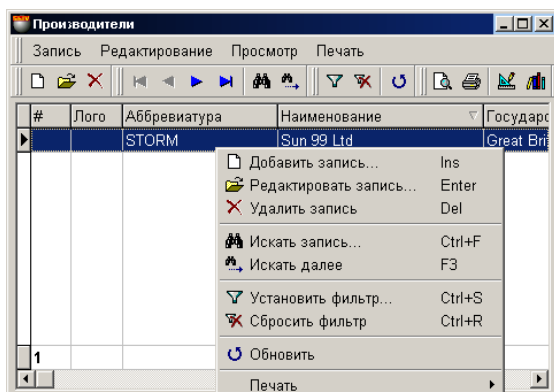 Производители
Запись Редактирование Просмотр Печать
# Лого Аббревиатура Наименование Государс
STORM Sun 99 Ltd Great Bri
Добавить запись... Ins
Редактировать запись... Enter
Удалить запись Del
Искать запись... Ctrl+F
Искать далее F3
Установить фильтр... Ctrl+S
Сбросить фильтр Ctrl+R
Обновить
1
Печать